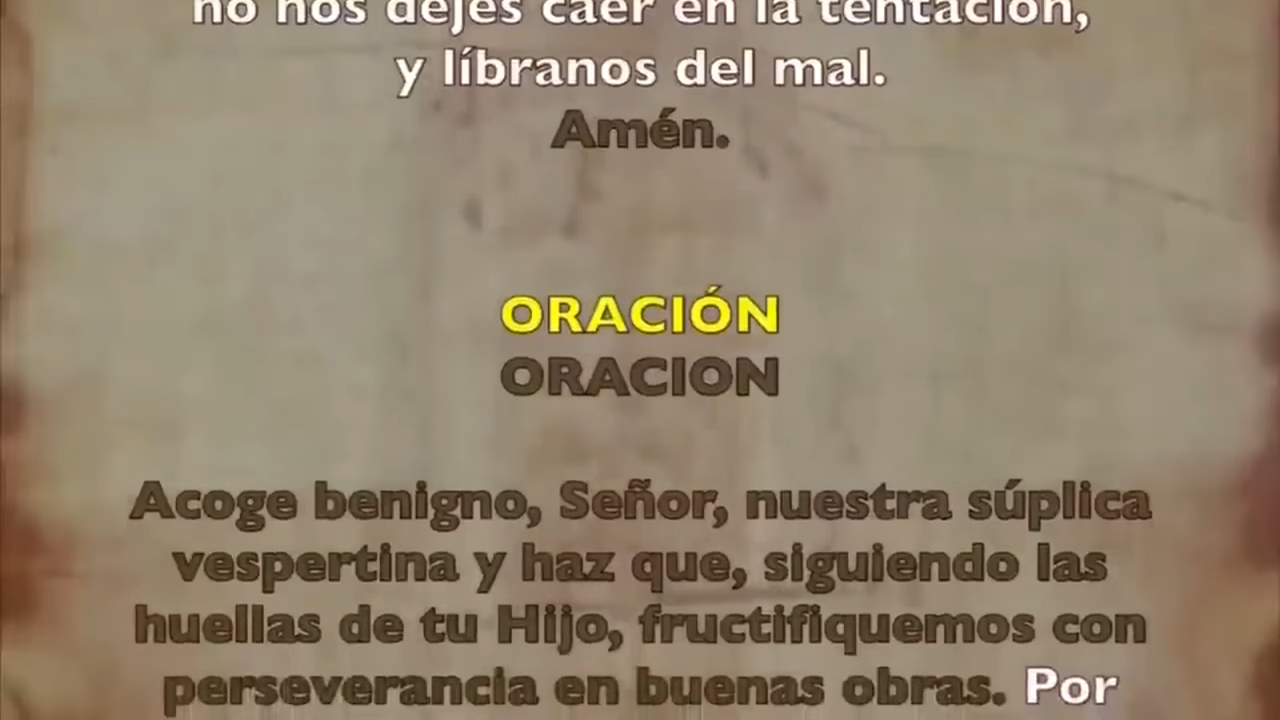 no nos dejes caer en la tentación,
y líbranos del mal.
Amén.
ORACIÓN
ORACION
Acoge benigno, Señor, nuestra súplica
vespertina y haz que, siguiendo las
huellas de tu Hijo, fructifiquemos con
perseverancia en buenas obras. Por